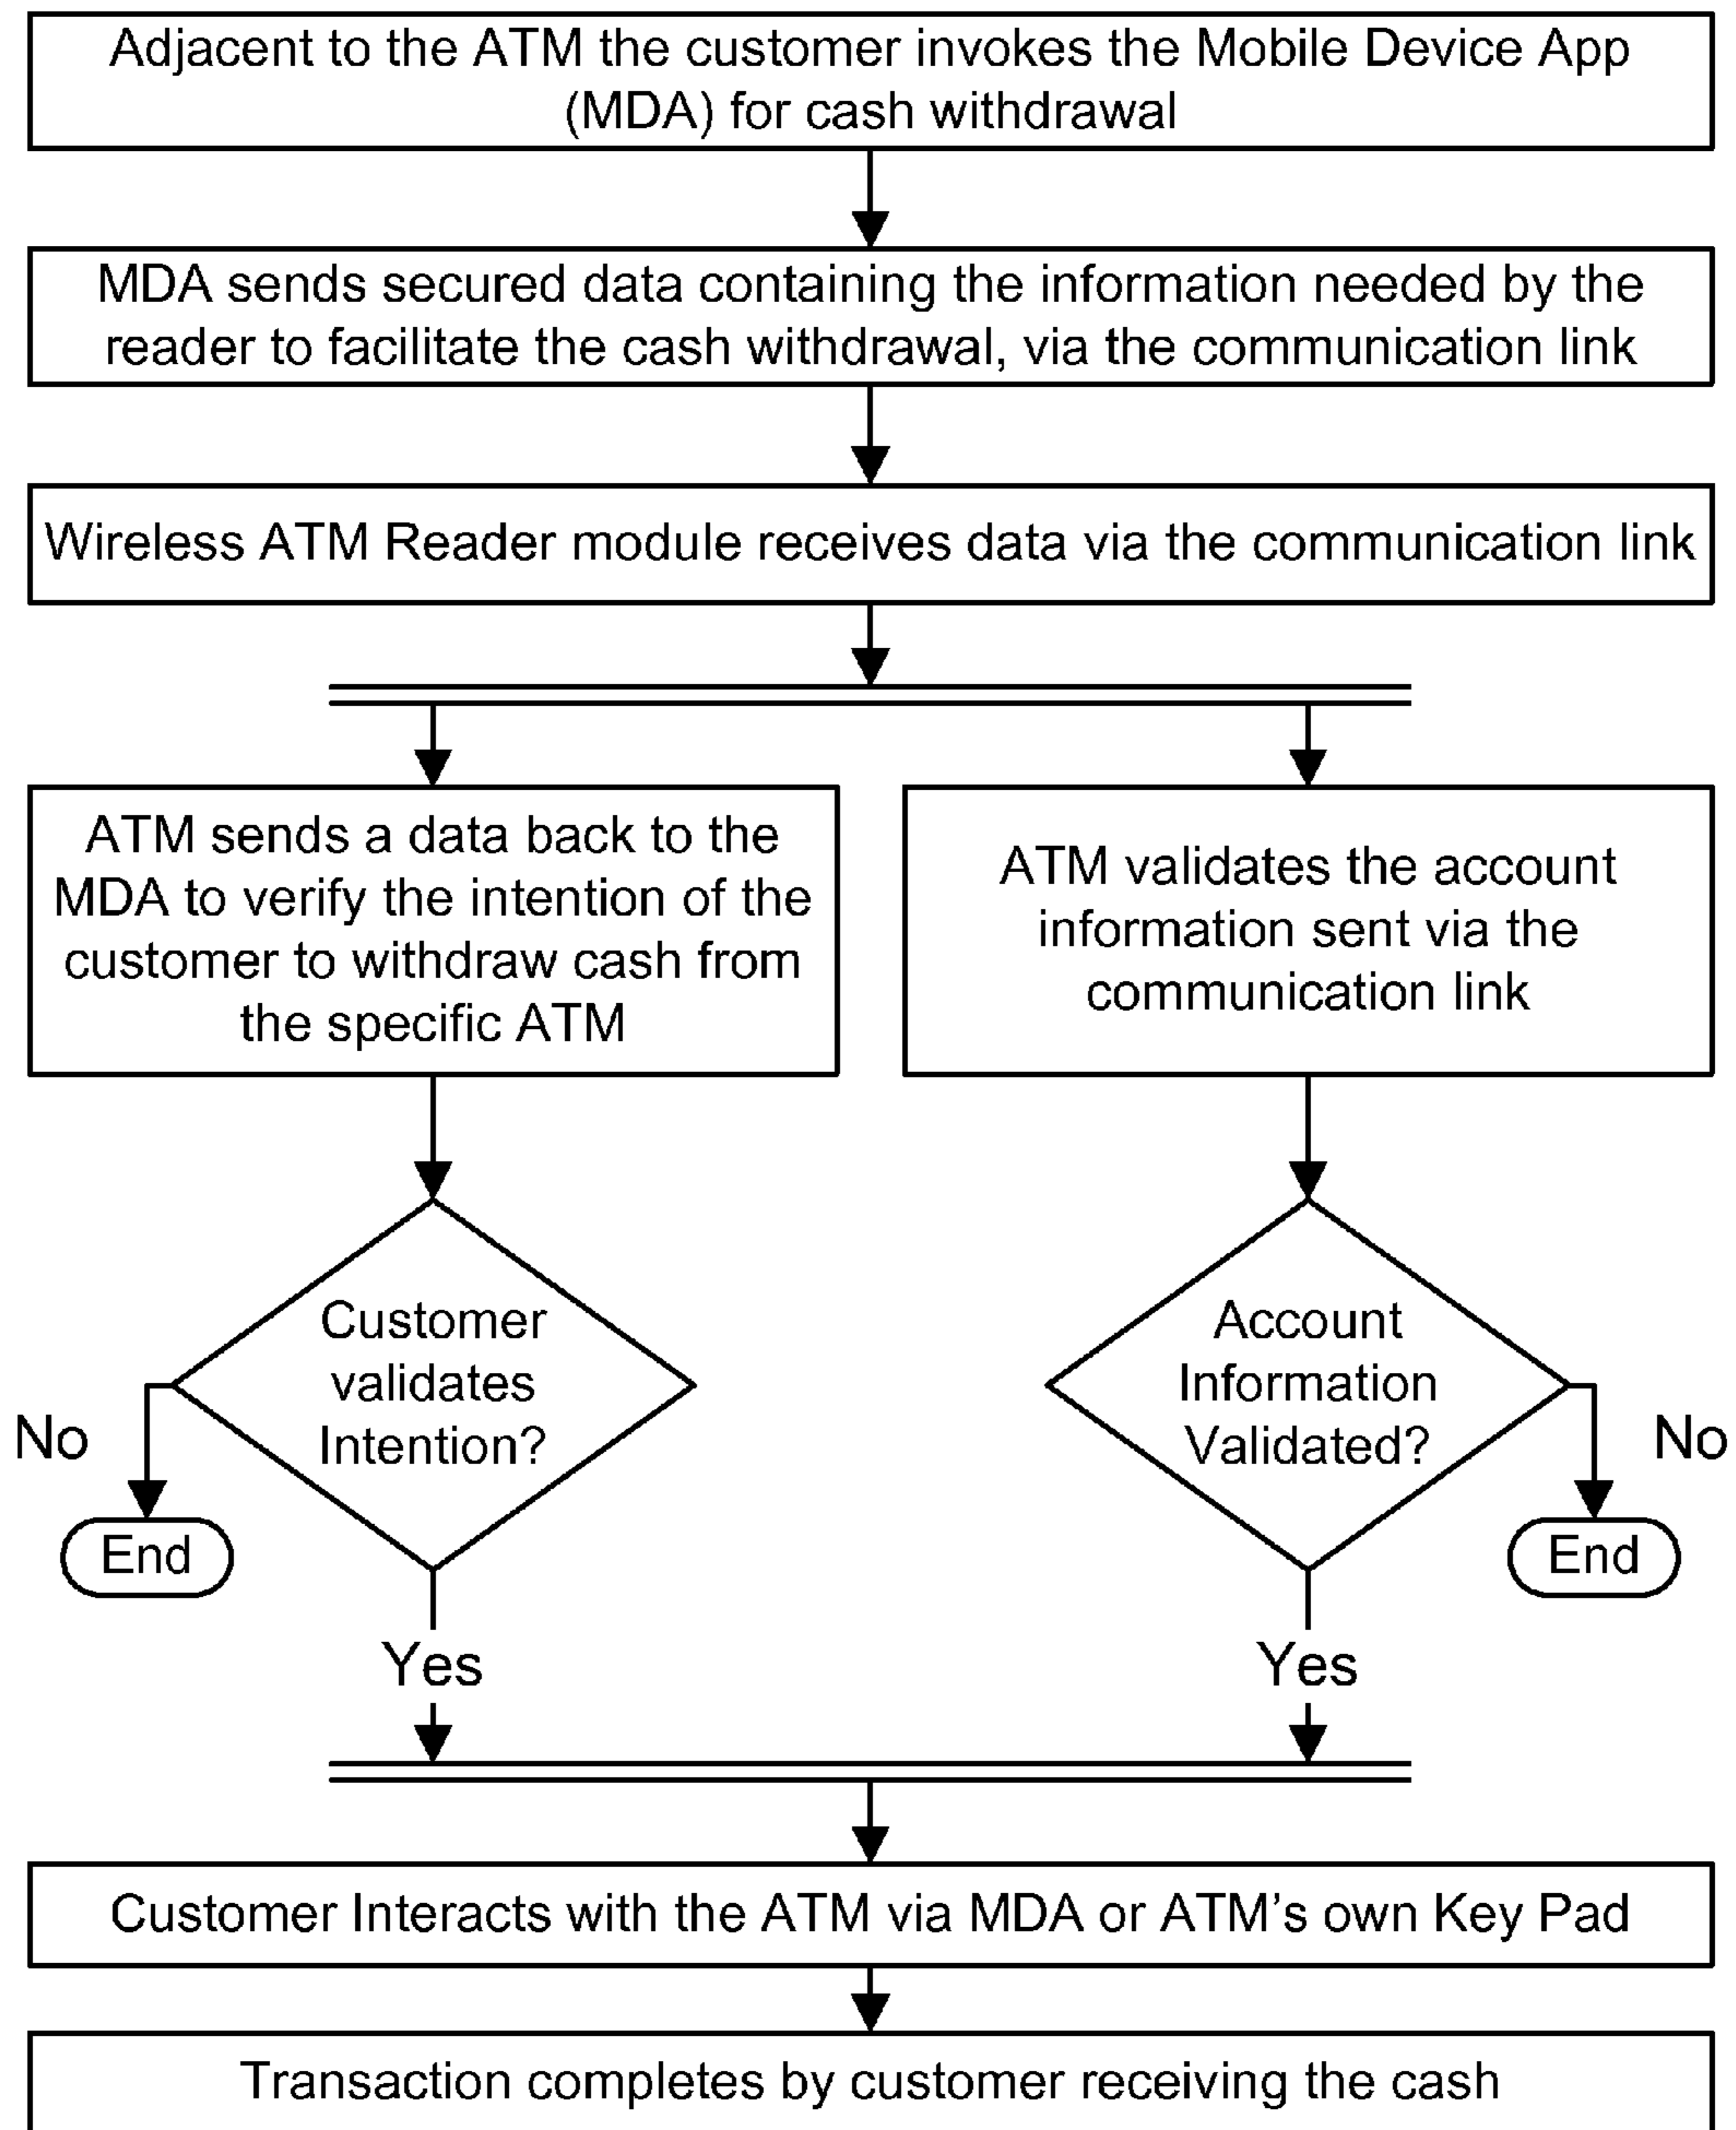 Adjacent to the ATM the customer invokes the Mobile Device App
(MDA) for cash withdrawal
MDA sends secured data containing the information needed by the
reader to facilitate the cash withdrawal, via the communication link
Wireless ATM Reader module receives data via the communication link
ATM sends a data back to the
MDA to verify the intention of the
customer to withdraw cash from
the specific ATM
ATM validates the account
information sent via the
communication link
Customer
validates
Intention?
No
End
Yes
Account
Information
Validated?
No
End
Yes
Customer Interacts with the ATM via MDA or ATM’s own Key Pad
Transaction completes by customer receiving the cash